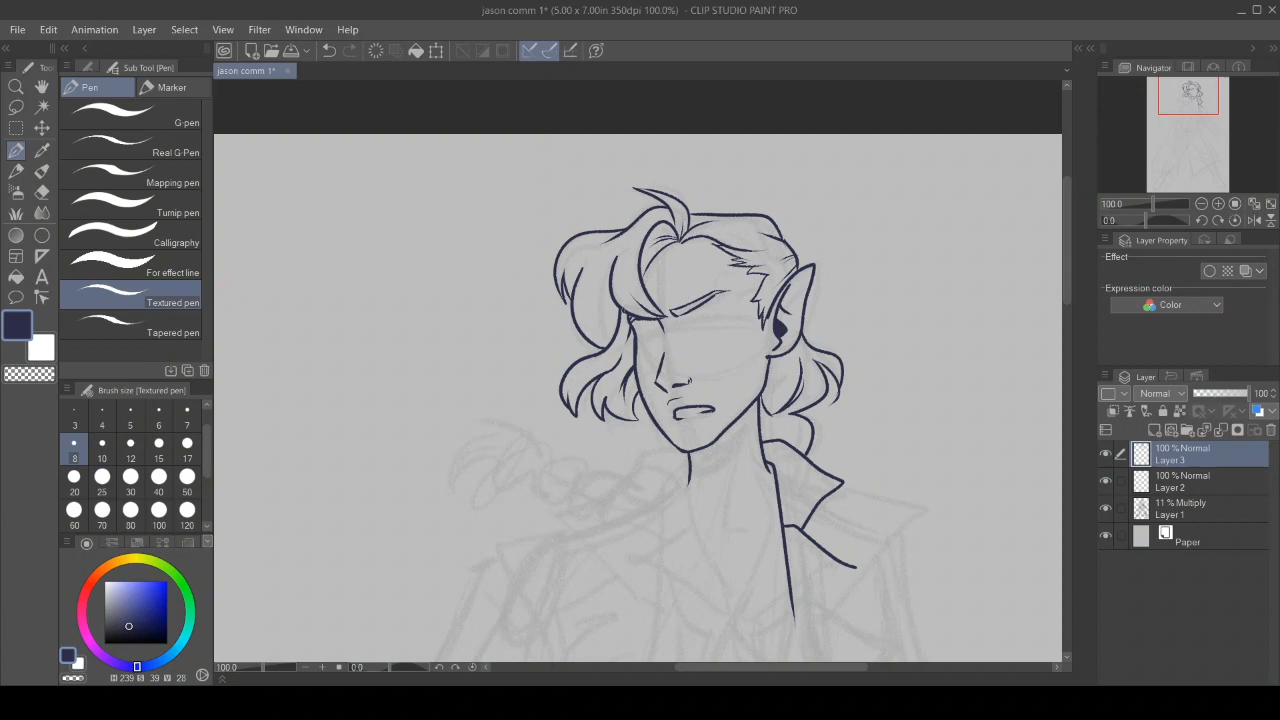 jason comm 1* (5.00 x 7.00in 350dpi 100.0%) - CLIP STUDIO PAINT PRO
File Edit Animation Layer Select View Filter Window Help
Tool
Sub Tool [Pen]
jason comm 1*
Navigator
Pen
Marker
G-pen
Real G-Pen
Mapping pen
Turnip pen
Calligraphy
For effect line
Textured pen
Tapered pen
Brush size [Textured pen]
3 4 5 6 7
8 10 12 15 17
20 25 30 40 50
60 70 80 100 120
H 239 S 39 V 28
100.0
0.0
100.0
0.0
Layer Property
Effect
Expression color
Color
Layer
Normal
100
100 % Normal
Layer 3
100 % Normal
Layer 2
11 % Multiply
Layer 1
Paper